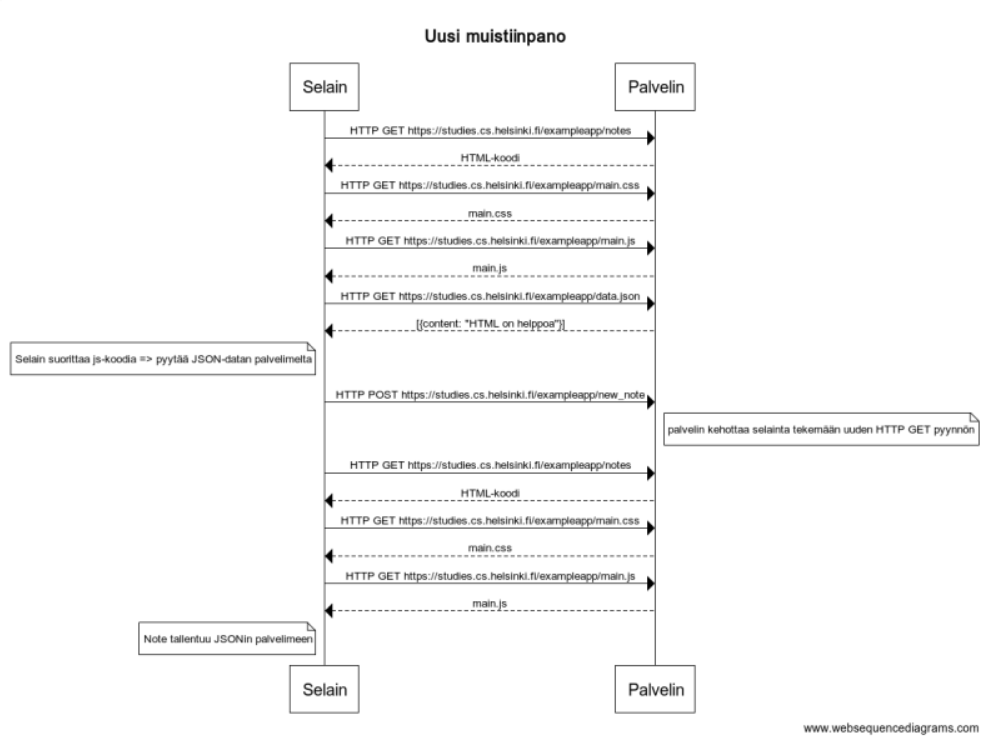 Uusi muistiinpano
Selain
Palvelin
HTTP GET https://studies.cs.helsinki.fi/exampleapp/notes
HTML-koodi
HTTP GET https://studies.cs.helsinki.fi/exampleapp/main.css
main.css
HTTP GET https://studies.cs.helsinki.fi/exampleapp/main.js
main.js
HTTP GET https://studies.cs.helsinki.fi/exampleapp/data.json
[{content: "HTML on helppoa"}]
Selain suorittaa js-koodia => pyytää JSON-datan palvelimelta
HTTP POST https://studies.cs.helsinki.fi/exampleapp/new_note
palvelin kehottaa selainta tekemään uuden HTTP GET pyynnön
HTTP GET https://studies.cs.helsinki.fi/exampleapp/notes
HTML-koodi
HTTP GET https://studies.cs.helsinki.fi/exampleapp/main.css
main.css
HTTP GET https://studies.cs.helsinki.fi/exampleapp/main.js
main.js
Note tallentuu JSONin palvelimeen
Selain
Palvelin
www.websequencediagrams.com